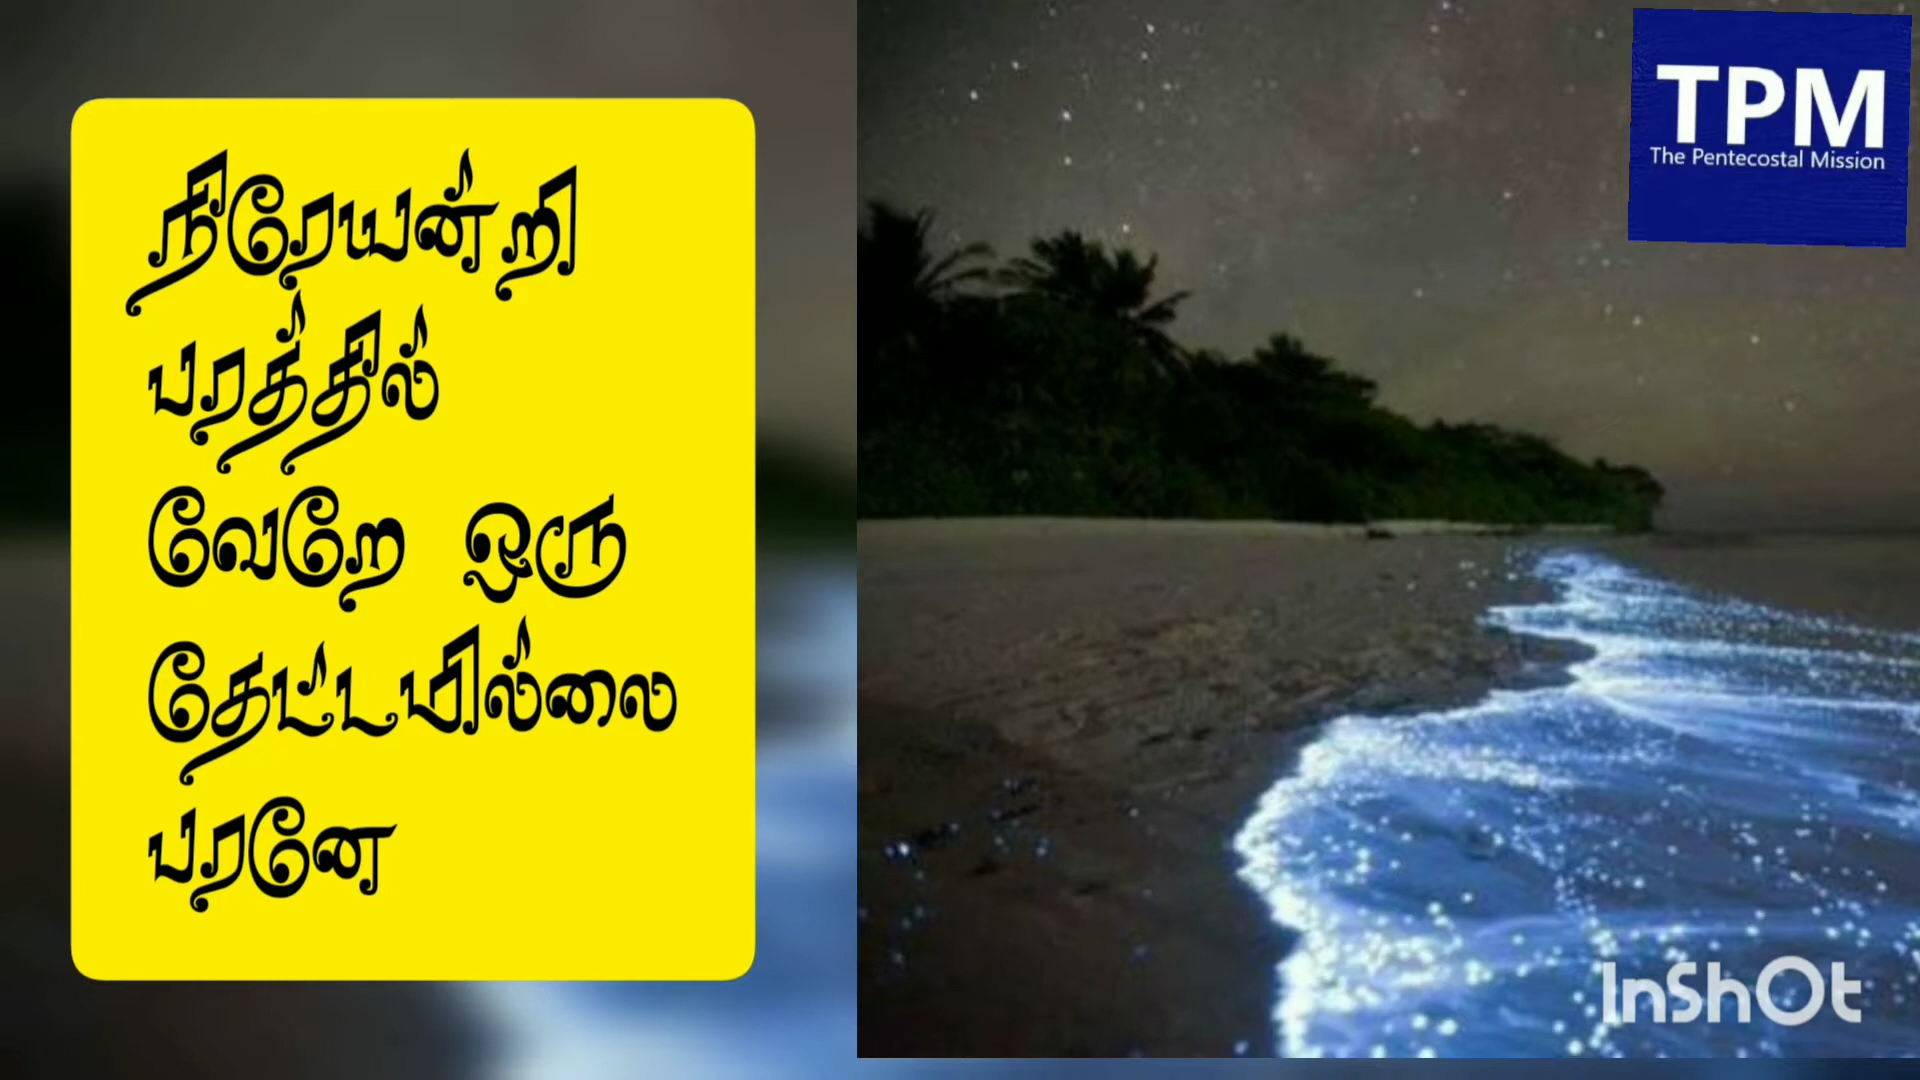 நீரேயன்றி
பரத்தில்
வேறே ஒரு
தேட்டமில்லை
பரனே
TPM
The Pentecostal Mission
InShOt